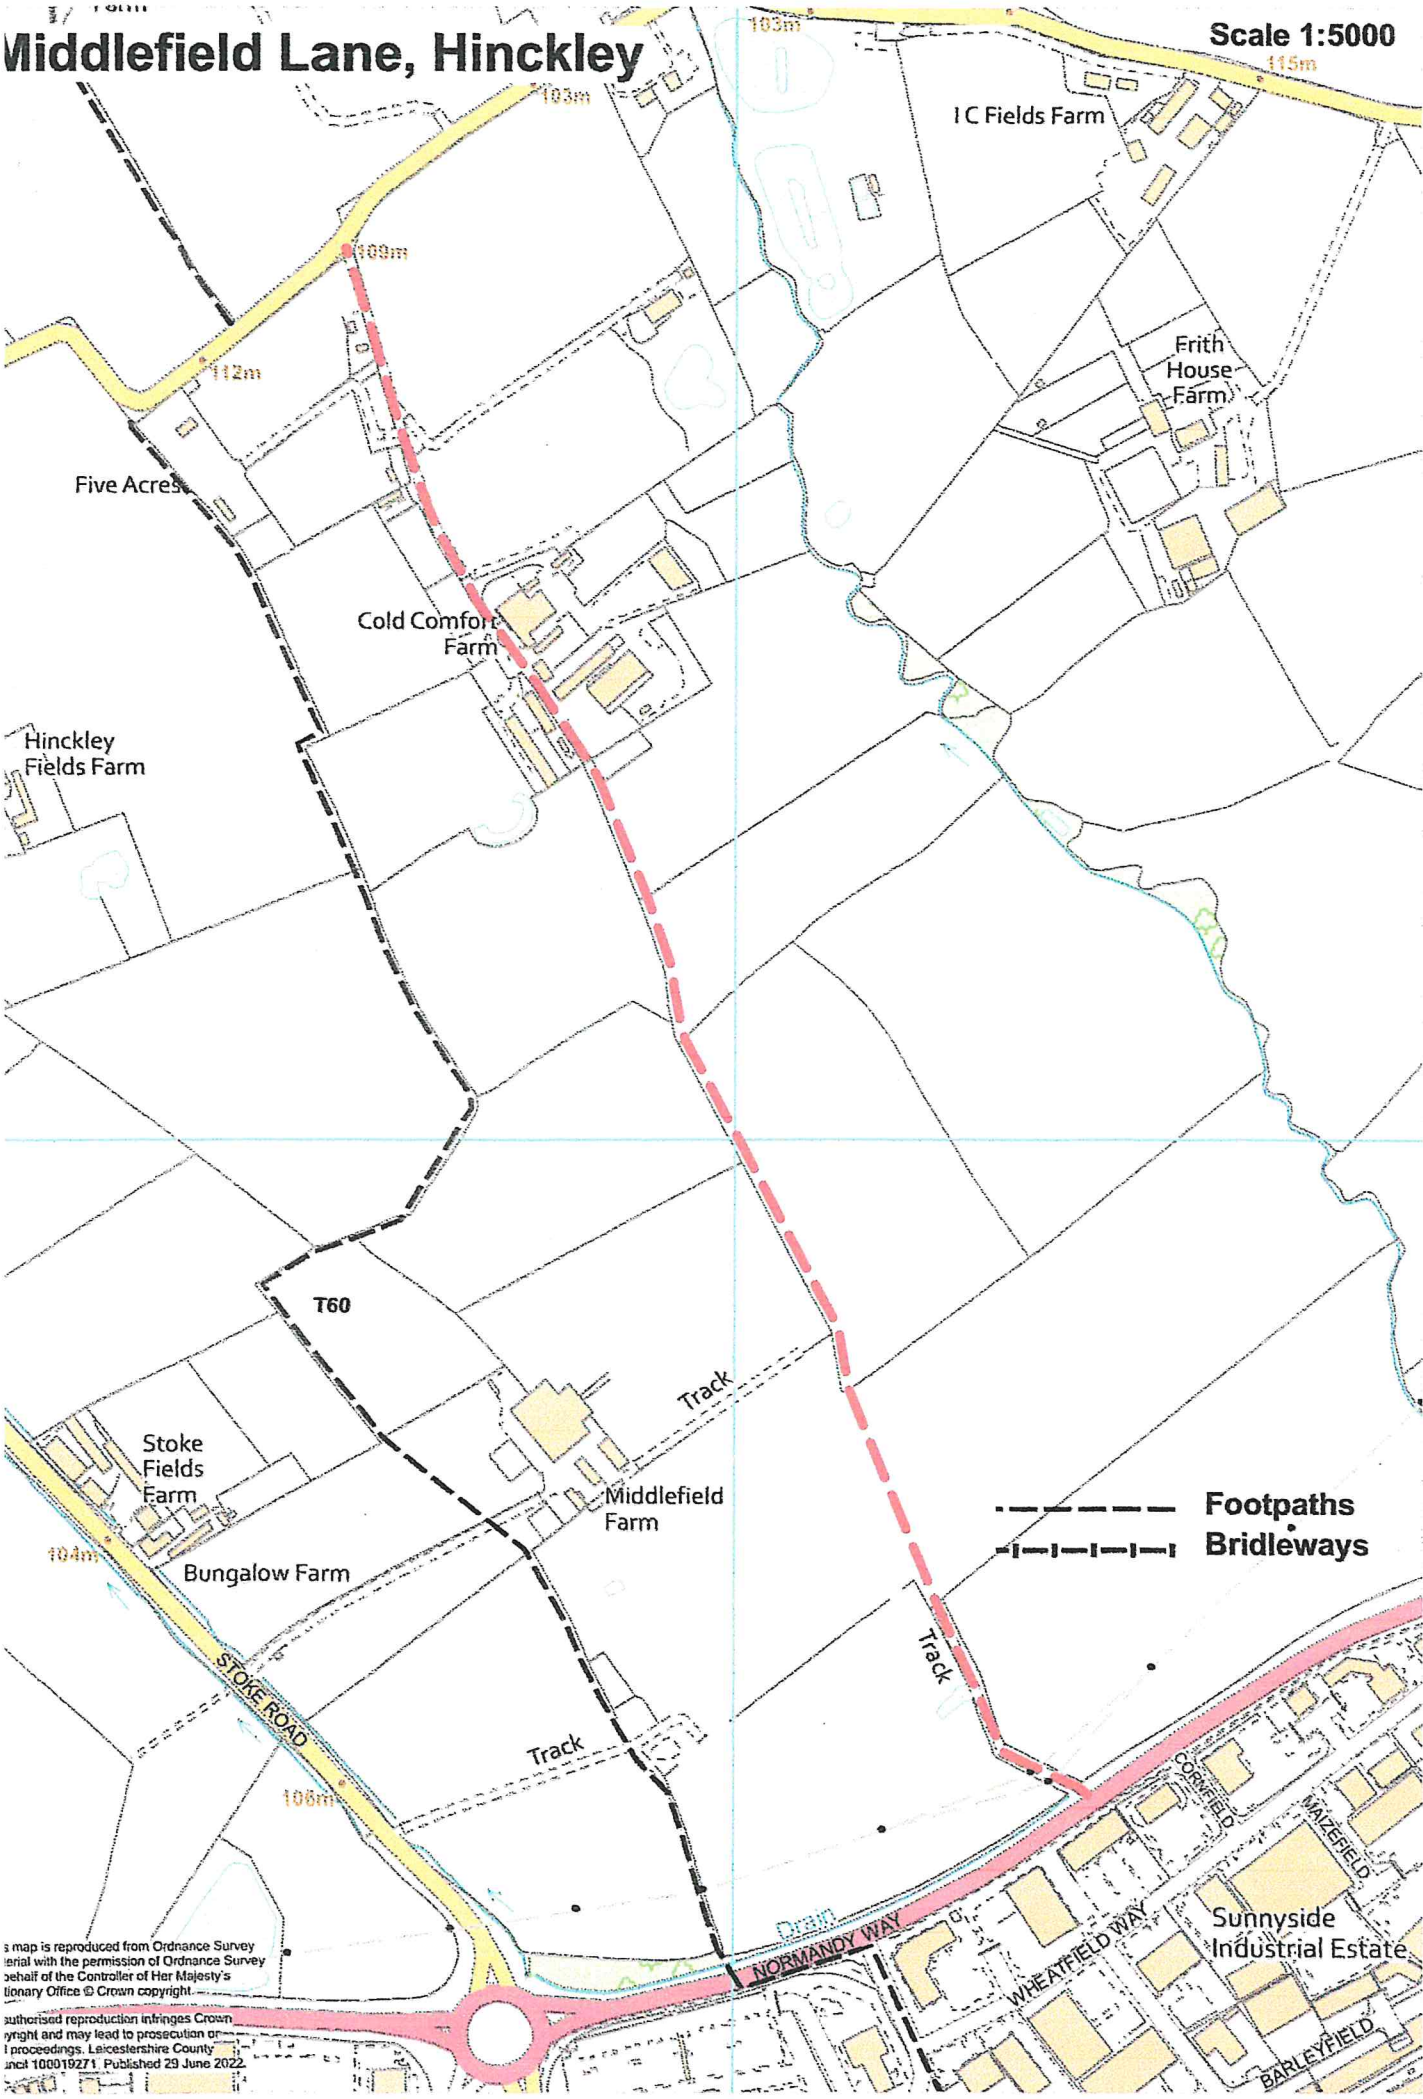 Middlefield Lane, Hinckley
Scale 1:5000
103m
115m
103m
I C Fields Farm
109m
Frith
House
Farm
112m
Five Acres
Cold Comfort
Farm
Hinckley
Fields Farm
T60
Track
Stoke
Fields
Farm
Middlefield
Farm
Footpaths
Bridleways
104m
Bungalow Farm
Track
STOKE ROAD
Track
106m
CORNFIELD
MAIZEFIELD
Drain
NORMANDY WAY
WHEATFIELD WAY
Sunnyside
Industrial Estate
BARLEYFIELD
s map is reproduced from Ordnance Survey
erial with the permission of Ordnance Survey
behalf of the Controller of Her Majesty's
tionary Office © Crown copyright.
authorised reproduction infringes Crown
yright and may lead to prosecution or
l proceedings. Leicestershire County
uncil 100019271. Published 29 June 2022.